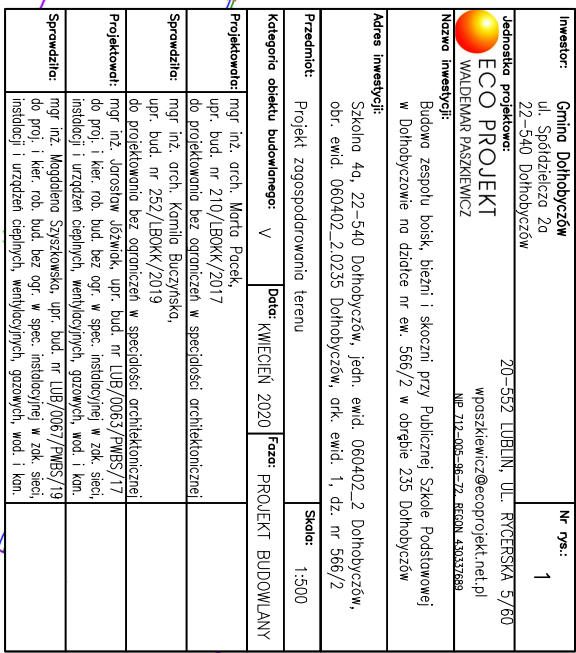 Inwestor: Gmina Dołhobyczów
ul. Spółdzielcza 2a
22-540 Dołhobyczów
Nr rys.: 1
Jednostka projektowa:
ECO PROJEKT
WALDEMAR PASZKIEWICZ
20-552 LUBLIN, UL. RYCERSKA 5/60
wpaszkiewicz@ecoprojekt.net.pl
NIP 712-005-96-72, REGON 430337689
Nazwa inwestycji:
Budowa zespołu boisk, bieżni i skoczni przy Publicznej Szkole Podstawowej
w Dołhobyczowie na działce nr ew. 566/2 w obrębie 235 Dołhobyczów
Adres inwestycji:
Szkolna 4a, 22-540 Dołhobyczów, jedn. ewid. 060402_2 Dołhobyczów,
obr. ewid. 060402_2.0235 Dołhobyczów, ark. ewid. 1, dz. nr 566/2
Przedmiot: Projekt zagospodarowania terenu
Skala: 1:500
Kategoria obiektu budowlanego: V
Data: KWIECIEŃ 2020
Faza: PROJEKT BUDOWLANY
Projektowała: mgr inż. arch. Marta Pacek,
upr. bud. nr 210/LBOKK/2017
do projektowania bez ograniczeń w specjalości architektonicznej
Sprawdziła: mgr inż. arch. Kamila Buczyńska,
upr. bud. nr 252/LBOKK/2019
do projektowania bez ograniczeń w specjalości architektonicznej
Projektował: mgr inż. Jarosław Jóźwiak, upr. bud. nr LUB/0063/PWBS/17
do proj. i kier. rob. bud. bez ogr. w spec. instalacyjnej w zak. sieci,
instalacji i urządzeń cieplnych, wentylacyjnych, gazowych, wod. i kan.
Sprawdziła: mgr inż. Magdalena Szyszkowska, upr. bud. nr LUB/0067/PWBS/19
do proj. i kier. rob. bud. bez ogr. w spec. instalacyjnej w zak. sieci,
instalacji i urządzeń cieplnych, wentylacyjnych, gazowych, wod. i kan.